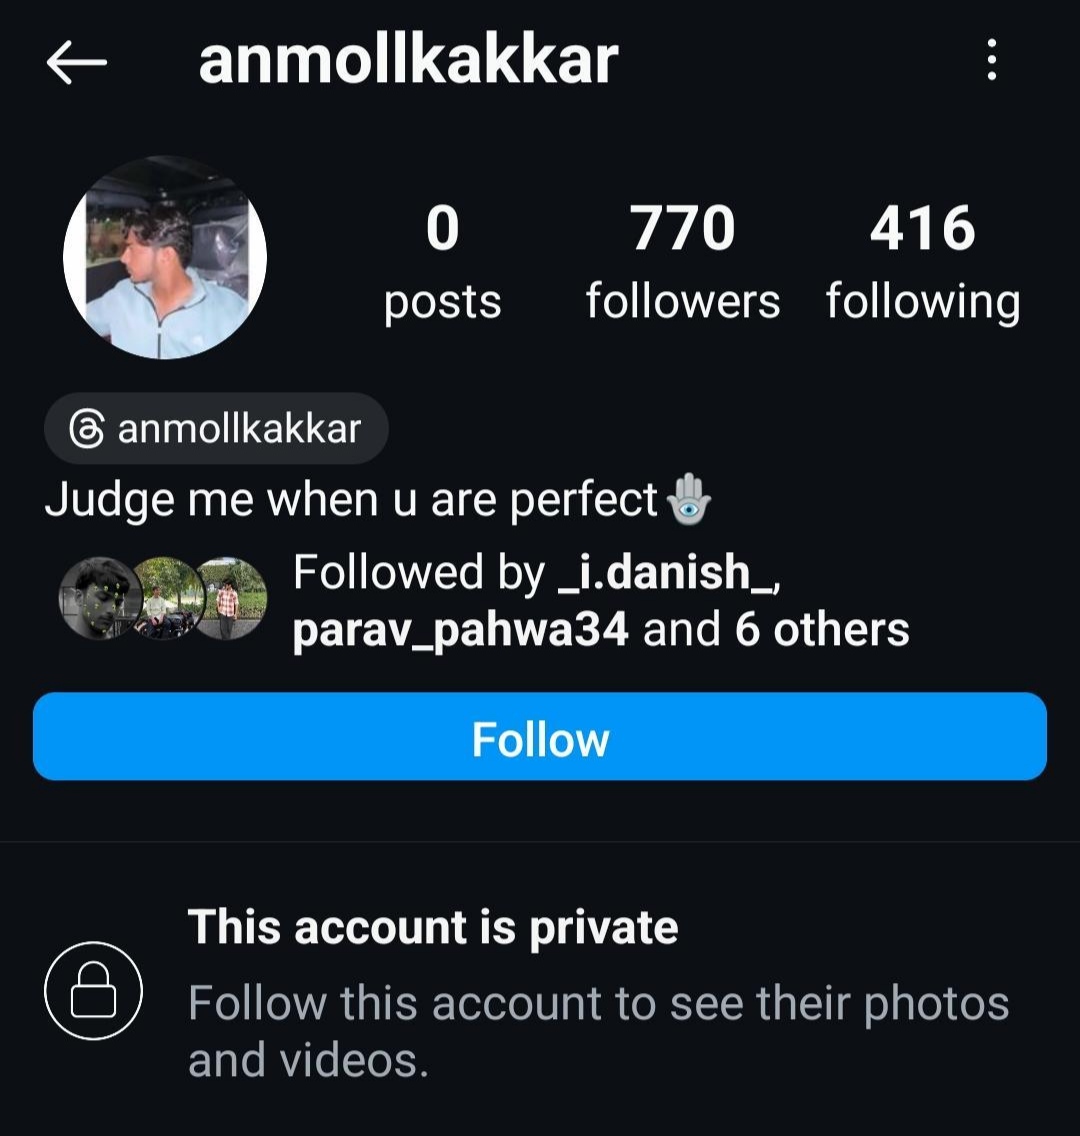 anmollkakkar
0 770 416
posts followers following
anmollkakkar
Judge me when u are perfect🪬
Followed by _i.danish_,
parav_pahwa34 and 6 others
Follow
This account is private
Follow this account to see their photos
and videos.